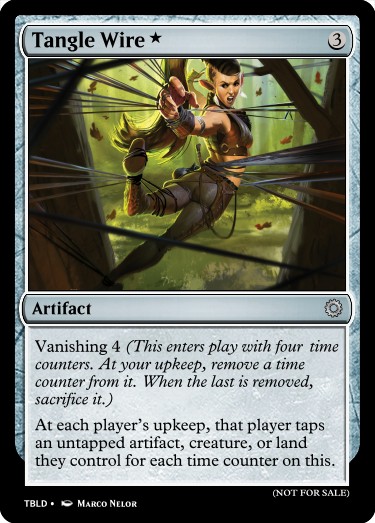 Tangle Wire ★ 3
Artifact
Vanishing 4 (This enters play with four time
counters. At your upkeep, remove a time
counter from it. When the last is removed,
sacrifice it.)
At each player's upkeep, that player taps
an untapped artifact, creature, or land
they control for each time counter on this.
(NOT FOR SALE)
TBLD • Marco Nelor